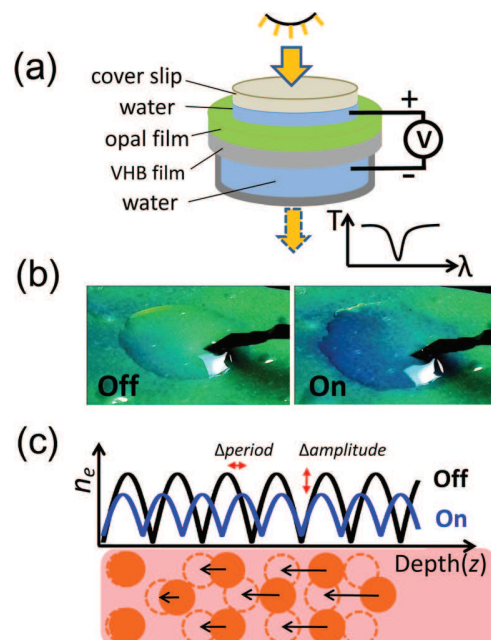 (a)
cover slip
water
opal film
VHB film
water
+
V
-
T
λ
(b)
Off
On
(c)
nₑ
Δperiod
Δamplitude
Off
On
Depth(z)